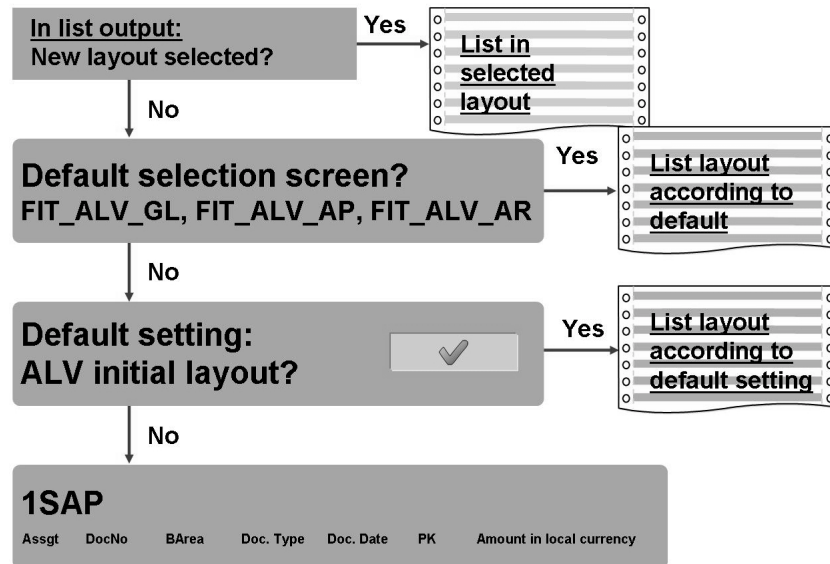 In list output:
New layout selected?
Yes
List in
selected
layout
No
Default selection screen?
FIT_ALV_GL, FIT_ALV_AP, FIT_ALV_AR
Yes
List layout
according to
default
No
Default setting:
ALV initial layout?
Yes
List layout
according to
default setting
No
1SAP
Assgt DocNo BArea Doc. Type Doc. Date PK Amount in local currency